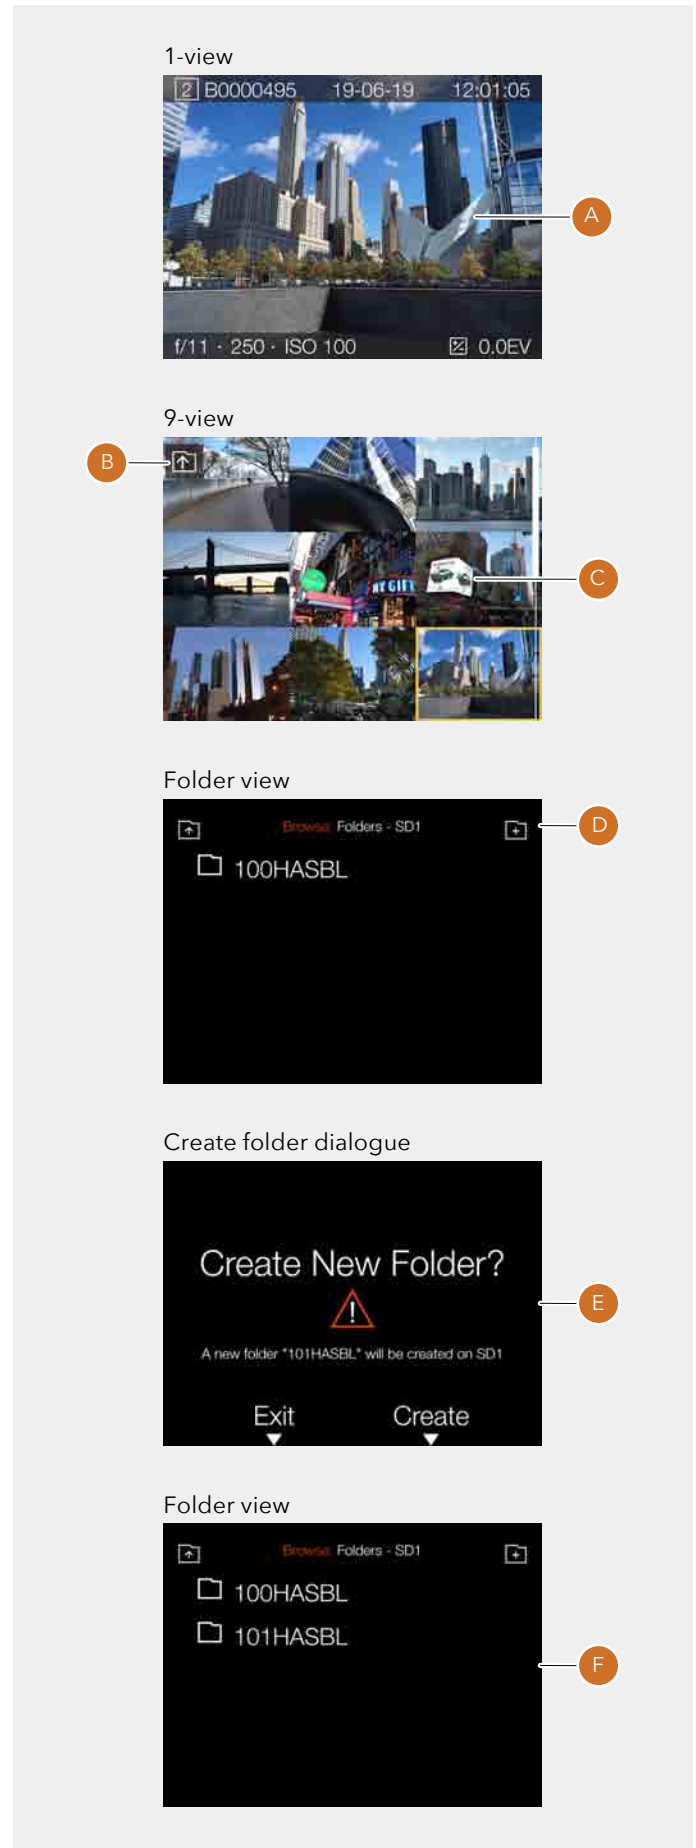 1-view
2 B0000495 19-06-19 12:01:05
A
f/11 · 250 · ISO 100 0.0EV
9-view
B
NY GIFT
C
Folder view
Browse: Folders - SD1
D
100HASBL
Create folder dialogue
Create New Folder?
!
E
A new folder "101HASBL" will be created on SD1
Exit Create
Folder view
Browse: Folders - SD1
100HASBL
101HASBL
F